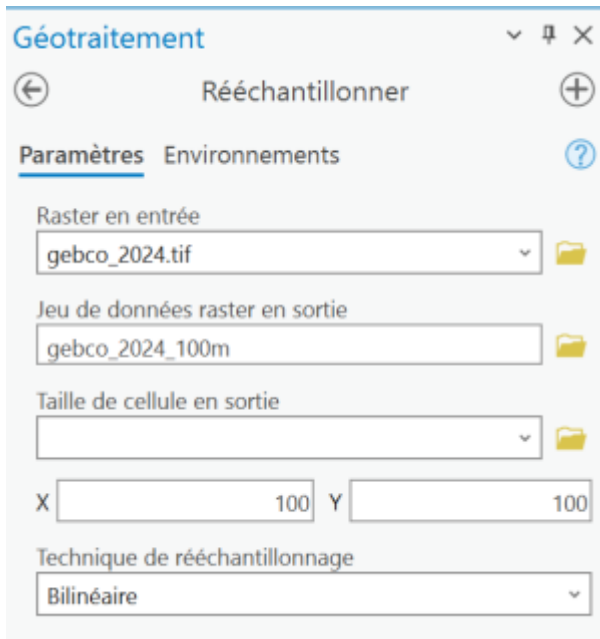 Géotraitement
Rééchantillonner
Paramètres Environnements
Raster en entrée
gebco_2024.tif
Jeu de données raster en sortie
gebco_2024_100m
Taille de cellule en sortie
X 100 Y 100
Technique de rééchantillonnage
Bilinéaire